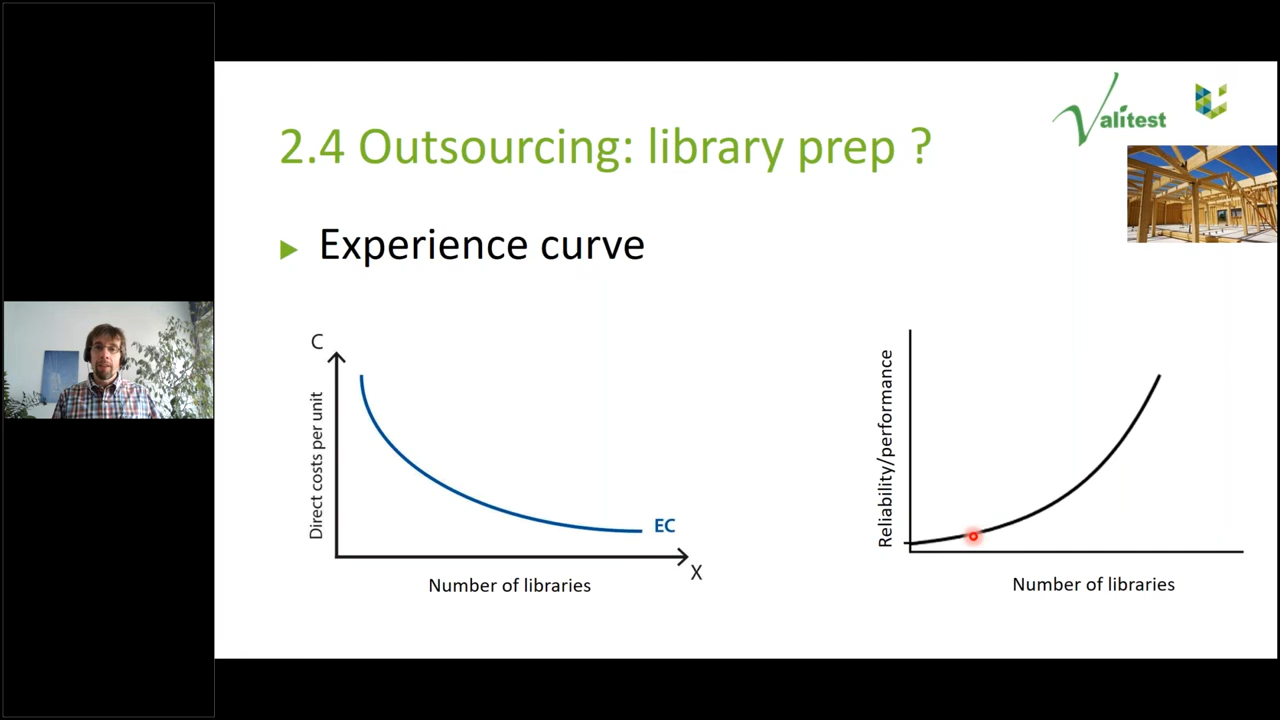 Valitest
2.4 Outsourcing: library prep ?
Experience curve
C
Direct costs per unit
EC
X
Number of libraries
Reliability/performance
Number of libraries